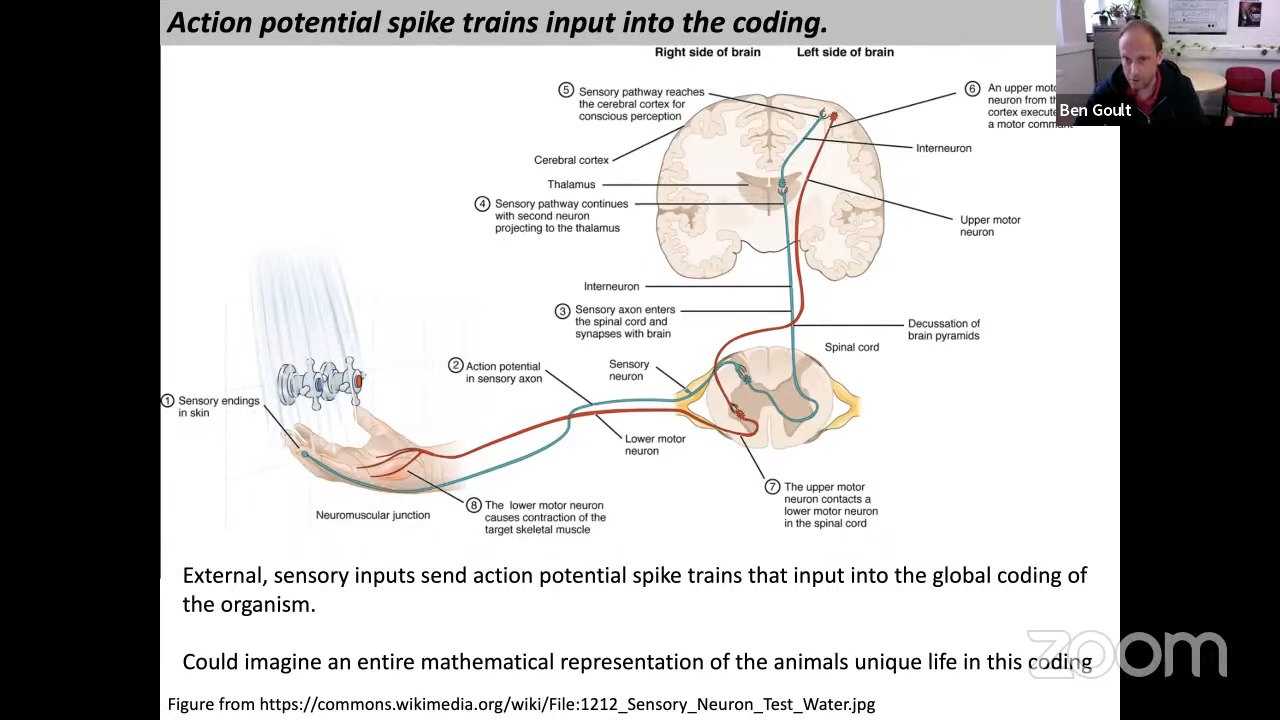 Action potential spike trains input into the coding.
Right side of brain
Left side of brain
5 Sensory pathway reaches
the cerebral cortex for
conscious perception
6 An upper moto
neuron from th
cortex execute
a motor comman
Ben Goult
Cerebral cortex
Interneuron
Thalamus
4 Sensory pathway continues
with second neuron
projecting to the thalamus
Upper motor
neuron
Interneuron
3 Sensory axon enters
the spinal cord and
synapses with brain
Decussation of
brain pyramids
Spinal cord
2 Action potential
in sensory axon
Sensory
neuron
1 Sensory endings
in skin
Lower motor
neuron
7 The upper motor
neuron contacts a
lower motor neuron
in the spinal cord
8 The lower motor neuron
causes contraction of the
target skeletal muscle
Neuromuscular junction
External, sensory inputs send action potential spike trains that input into the global coding of
the organism.
Could imagine an entire mathematical representation of the animals unique life in this coding
zoom
Figure from https://commons.wikimedia.org/wiki/File:1212_Sensory_Neuron_Test_Water.jpg